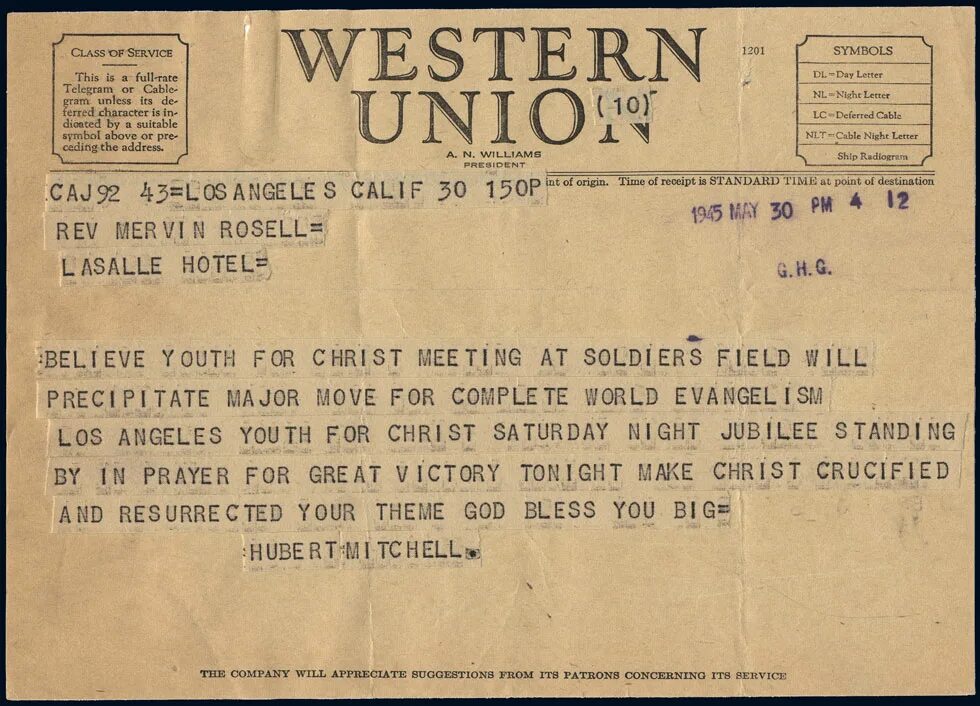 CLASS OF SERVICE
This is a full-rate
Telegram or Cable-
gram unless its de-
ferred character is in-
dicated by a suitable
symbol above or pre-
ceding the address.
WESTERN
UNION
(10)
A. N. WILLIAMS
PRESIDENT
1201
SYMBOLS
DL=Day Letter
NL=Night Letter
LC=Deferred Cable
NLT=Cable Night Letter
Ship Radiogram
int of origin. Time of receipt is STANDARD TIME at point of destination
CAJ92 43=LOSANGELES CALIF 30 150P
1945 MAY 30 PM 4 12
REV MERVIN ROSELL=
LASALLE HOTEL=
G.H.G.
:BELIEVE YOUTH FOR CHRIST MEETING AT SOLDIERS FIELD WILL
PRECIPITATE MAJOR MOVE FOR COMPLETE WORLD EVANGELISM
LOS ANGELES YOUTH FOR CHRIST SATURDAY NIGHT JUBILEE STANDING
BY IN PRAYER FOR GREAT VICTORY TONIGHT MAKE CHRIST CRUCIFIED
AND RESURRECTED YOUR THEME GOD BLESS YOU BIG=
:HUBERT MITCHELL.
THE COMPANY WILL APPRECIATE SUGGESTIONS FROM ITS PATRONS CONCERNING ITS SERVICE